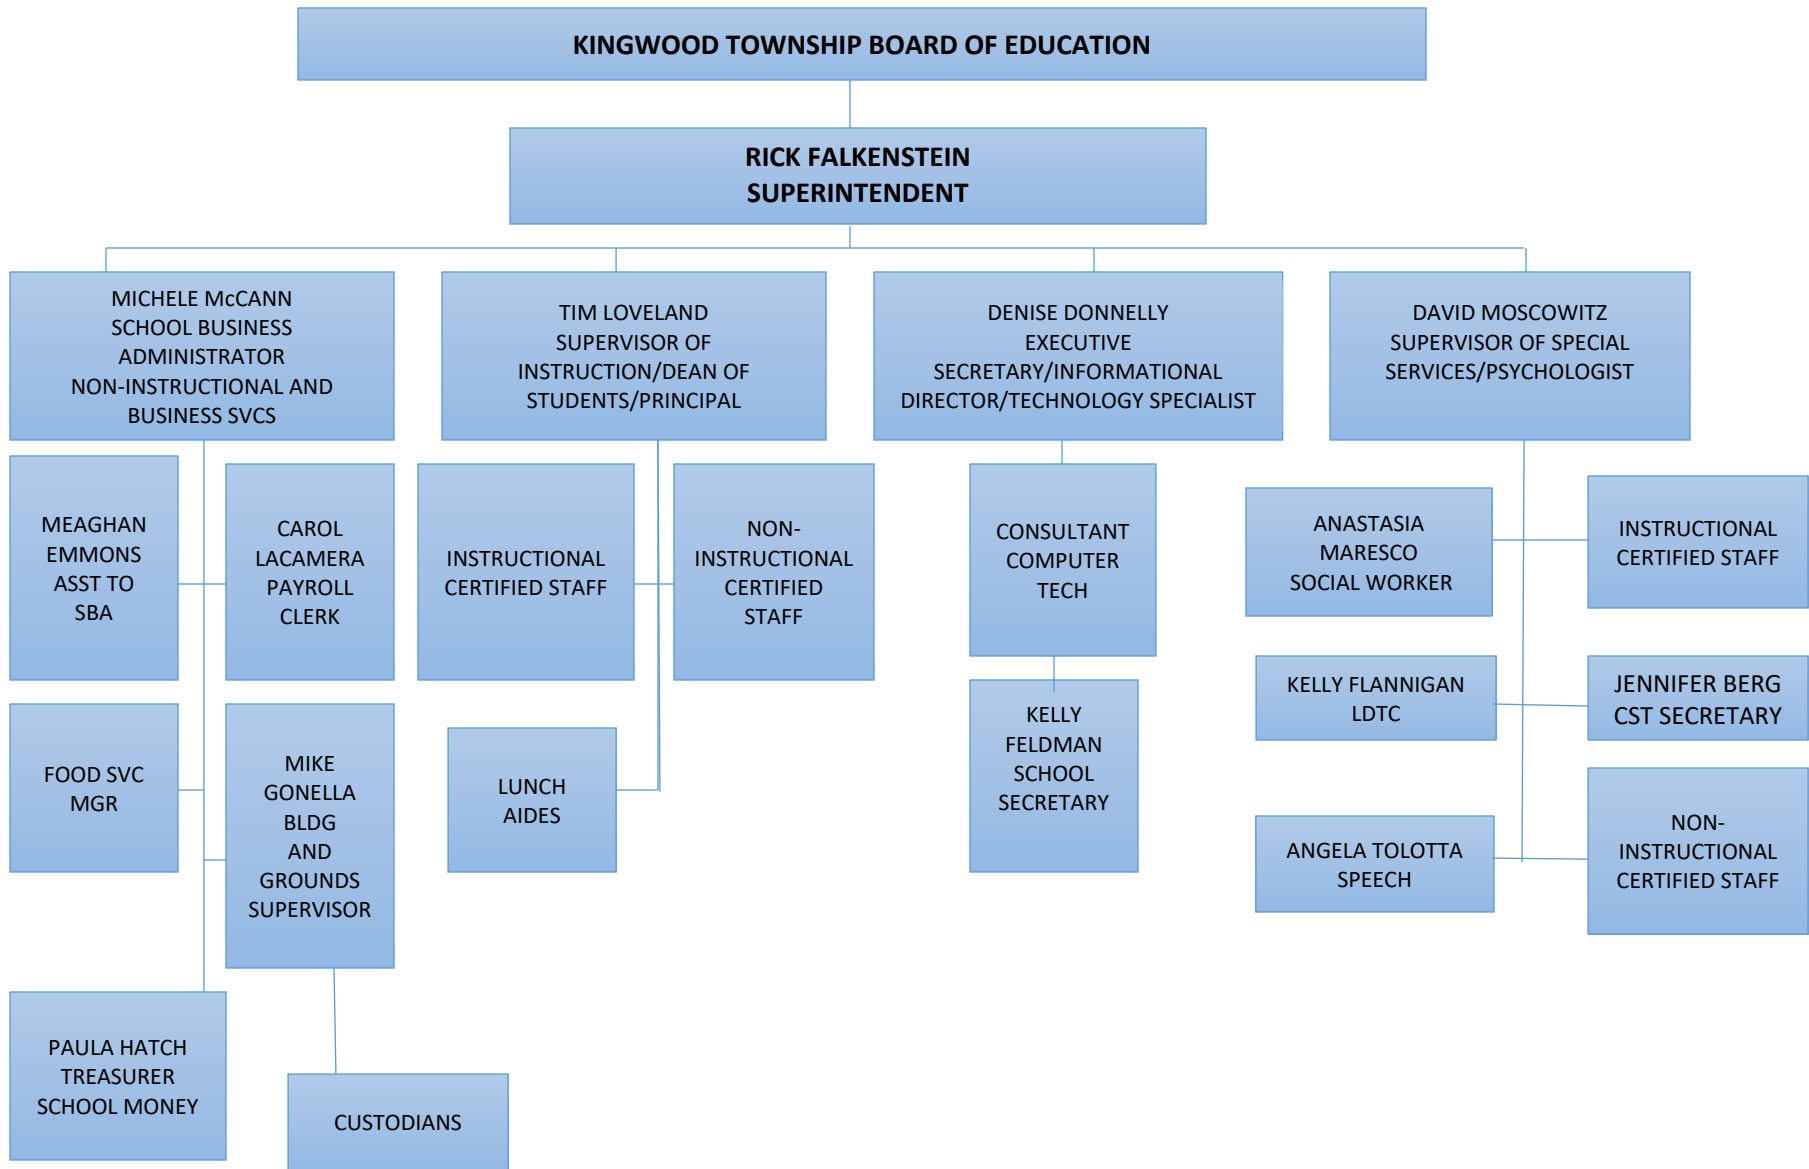 KINGWOOD TOWNSHIP BOARD OF EDUCATION
RICK FALKENSTEIN
SUPERINTENDENT
MICHELE McCANN
SCHOOL BUSINESS
ADMINISTRATOR
NON-INSTRUCTIONAL AND
BUSINESS SVCS
TIM LOVELAND
SUPERVISOR OF
INSTRUCTION/DEAN OF
STUDENTS/PRINCIPAL
DENISE DONNELLY
EXECUTIVE
SECRETARY/INFORMATIONAL
DIRECTOR/TECHNOLOGY SPECIALIST
DAVID MOSCOWITZ
SUPERVISOR OF SPECIAL
SERVICES/PSYCHOLOGIST
MEAGHAN
EMMONS
ASST TO
SBA
CAROL
LACAMERA
PAYROLL
CLERK
INSTRUCTIONAL
CERTIFIED STAFF
NON-
INSTRUCTIONAL
CERTIFIED
STAFF
CONSULTANT
COMPUTER
TECH
ANASTASIA
MARESCO
SOCIAL WORKER
INSTRUCTIONAL
CERTIFIED STAFF
KELLY FLANNIGAN
LDTC
JENNIFER BERG
CST SECRETARY
FOOD SVC
MGR
MIKE
GONELLA
BLDG
AND
GROUNDS
SUPERVISOR
LUNCH
AIDES
KELLY
FELDMAN
SCHOOL
SECRETARY
ANGELA TOLOTTA
SPEECH
NON-
INSTRUCTIONAL
CERTIFIED STAFF
PAULA HATCH
TREASURER
SCHOOL MONEY
CUSTODIANS